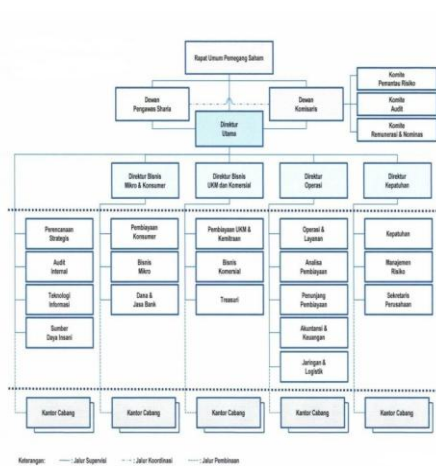 Rapat Umum Pemegang Saham
Dewan
Pengawas Sharia
Dewan
Komisaris
Komite
Pemantau Risiko
Komite
Audit
Komite
Remunerasi & Nominas
Direktur
Utama
Direktur Bisnis
Mikro & Konsumer
Direktur Bisnis
UKM dan Komersial
Direktur
Operasi
Direktur
Kepatuhan
Perencanaan
Strategis
Pembiayaan
Konsumer
Pembiayaan UKM &
Kemitraan
Operasi &
Layanan
Kepatuhan
Audit
Internal
Bisnis
Mikro
Bisnis
Komersial
Analisa
Pembiayaan
Manajemen
Risiko
Teknologi
Informasi
Dana &
Jasa Bank
Treasuri
Penunjang
Pembiayaan
Sekretaris
Perusahaan
Sumber
Daya Insani
Akuntansi &
Keuangan
Jaringan &
Logistik
Kantor Cabang
Kantor Cabang
Kantor Cabang
Kantor Cabang
Kantor Cabang
Keterangan: : Jalur Supervisi : Jalur Koordinasi : Jalur Pembinaan